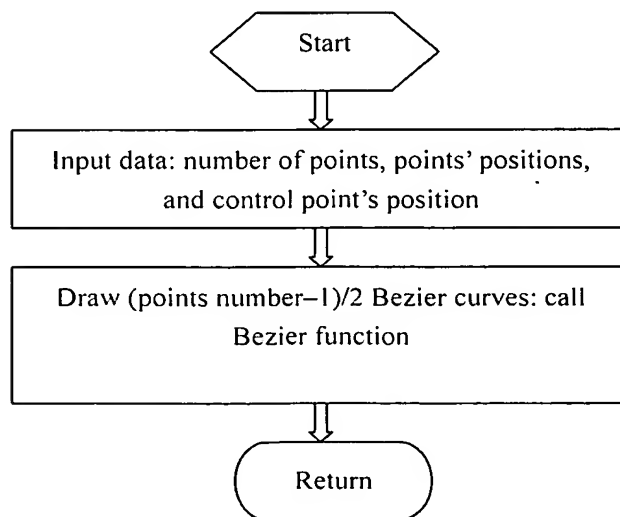 Start
Input data: number of points, points' positions,
and control point's position
Draw (points number–1)/2 Bezier curves: call
Bezier function
Return